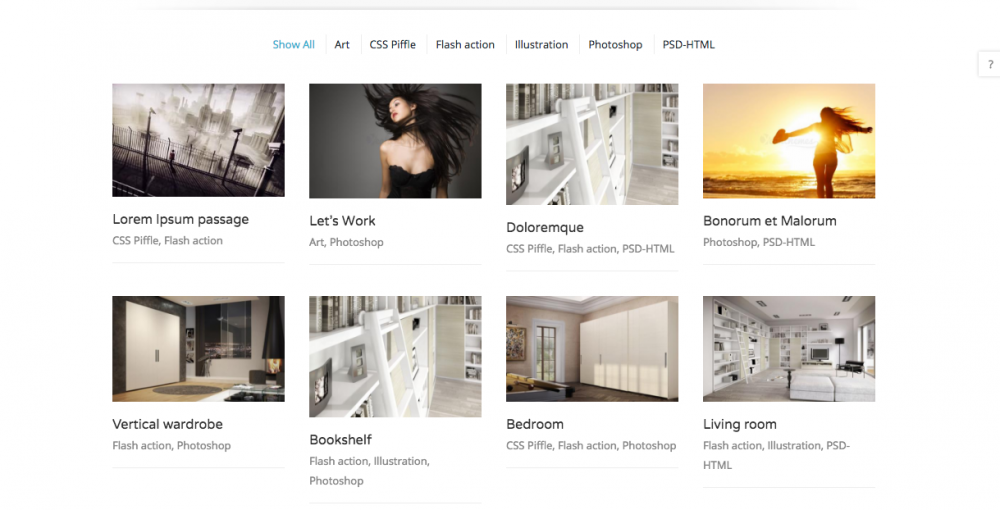 Show All Art CSS Piffle Flash action Illustration Photoshop PSD-HTML
?
Lorem Ipsum passage
CSS Piffle, Flash action
Let's Work
Art, Photoshop
Doloremque
CSS Piffle, Flash action, PSD-HTML
Bonorum et Malorum
Photoshop, PSD-HTML
Vertical wardrobe
Flash action, Photoshop
Bookshelf
Flash action, Illustration,
Photoshop
Bedroom
CSS Piffle, Flash action, Photoshop
Living room
Flash action, Illustration, PSD-
HTML